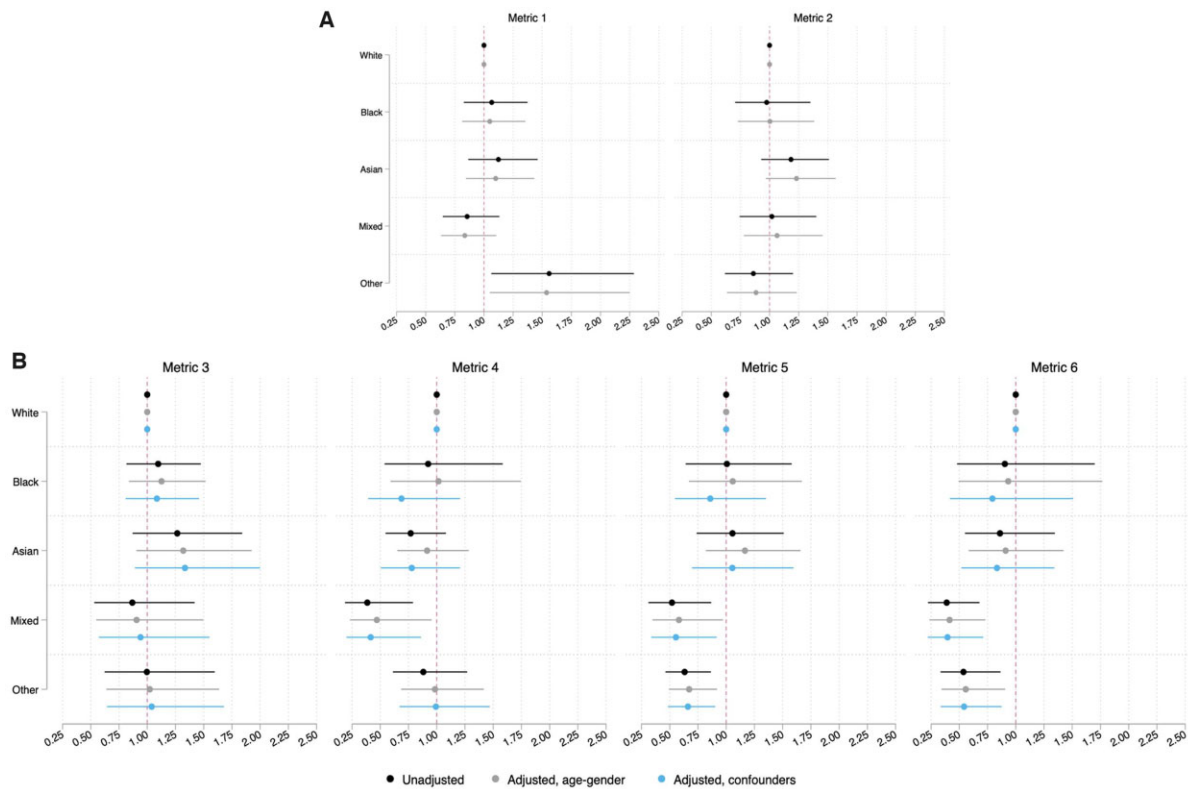 A
Metric 1 Metric 2
White
Black
Asian
Mixed
Other
0.25 0.50 0.75 1.00 1.25 1.50 1.75 2.00 2.25 2.50 0.25 0.50 0.75 1.00 1.25 1.50 1.75 2.00 2.25 2.50
B
Metric 3 Metric 4 Metric 5 Metric 6
White
Black
Asian
Mixed
Other
0.25 0.50 0.75 1.00 1.25 1.50 1.75 2.00 2.25 2.50 0.25 0.50 0.75 1.00 1.25 1.50 1.75 2.00 2.25 2.50 0.25 0.50 0.75 1.00 1.25 1.50 1.75 2.00 2.25 2.50 0.25 0.50 0.75 1.00 1.25 1.50 1.75 2.00 2.25 2.50
Unadjusted Adjusted, age-gender Adjusted, confounders